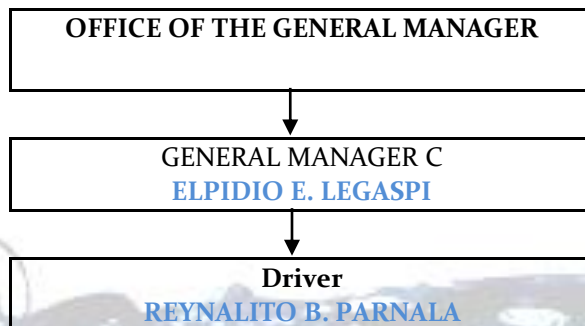 OFFICE OF THE GENERAL MANAGER
GENERAL MANAGER C
ELPIDIO E. LEGASPI
Driver
REYNALITO B. PARNALA